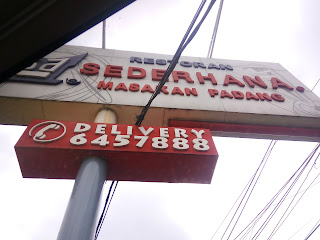 RESTORAN
SEDERHANA
MASAKAN PADANG
DELIVERY
6457888